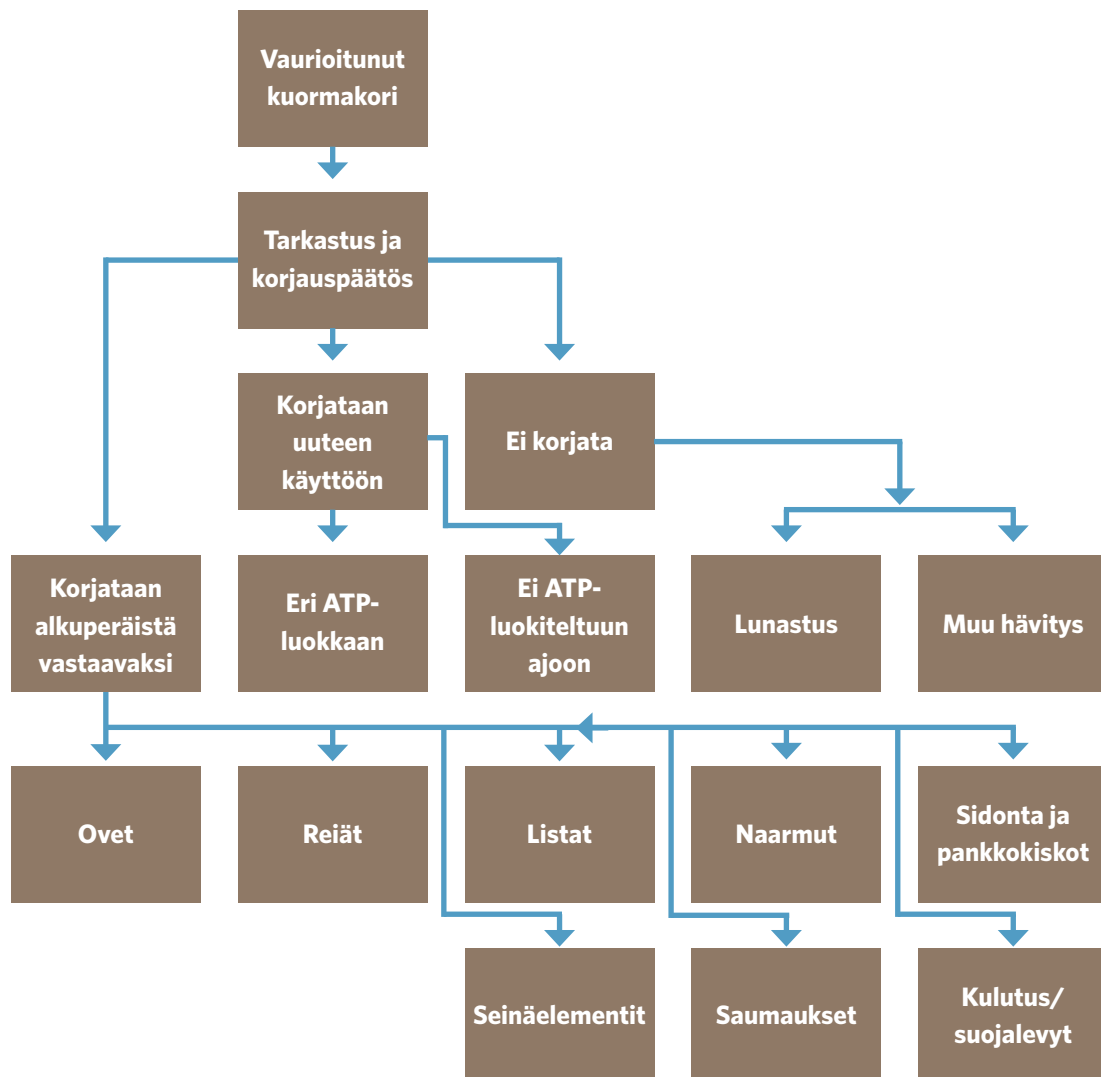 Vaurioitunut
kuormakori
Tarkastus ja
korjauspäätös
Korjataan
uuteen
käyttöön
Ei korjata
Korjataan
alkuperäistä
vastaavaksi
Eri ATP-
luokkaan
Ei ATP-
luokiteltuun
ajoon
Lunastus
Muu hävitys
Ovet
Reiät
Listat
Naarmut
Sidonta ja
pankkokiskot
Seinäelementit
Saumaukset
Kulutus/
suojalevyt